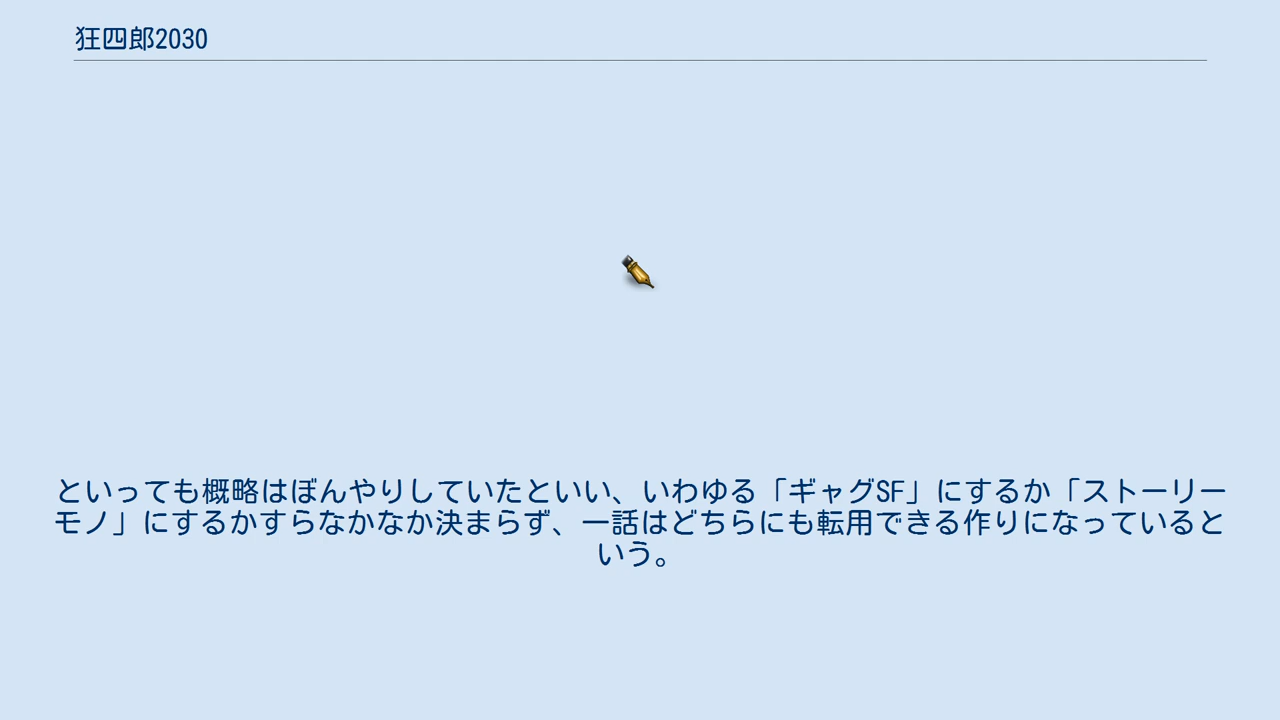 狂四郎2030
といっても概略はぼんやりしていたといい、いわゆる「ギャグSF」にするか「ストーリー
モノ」にするかすらなかなか決まらず、一話はどちらにも転用できる作りになっていると
いう。